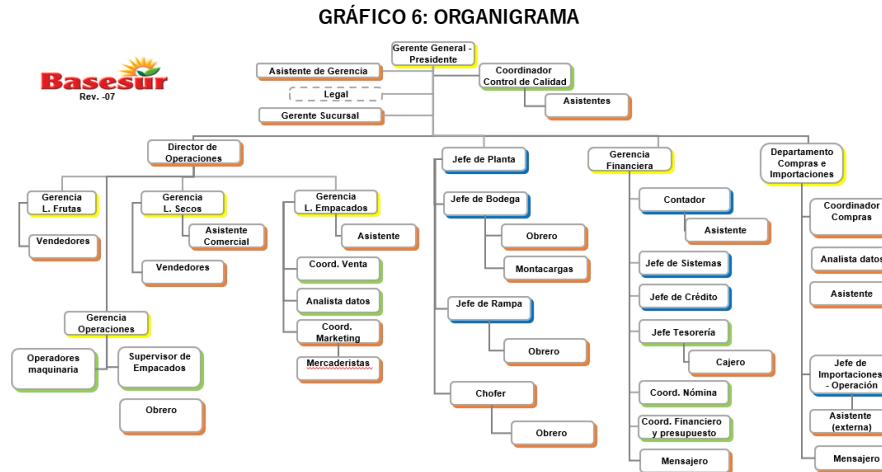 GRÁFICO 6: ORGANIGRAMA
Basesur
Rev. -07
Gerente General -
Presidente
Asistente de Gerencia
Coordinador
Control de Calidad
Legal
Asistentes
Gerente Sucursal
Director de
Operaciones
Gerencia
L. Frutas
Vendedores
Gerencia
L. Secos
Asistente
Comercial
Vendedores
Gerencia
L. Empacados
Asistente
Coord. Venta
Analista datos
Coord.
Marketing
Mercaderistas
Gerencia
Operaciones
Operadores
maquinaria
Supervisor de
Empacados
Obrero
Jefe de Planta
Jefe de Bodega
Obrero
Montacargas
Jefe de Rampa
Obrero
Chofer
Obrero
Gerencia
Financiera
Contador
Asistente
Jefe de Sistemas
Jefe de Crédito
Jefe Tesorería
Cajero
Coord. Nómina
Coord. Financiero
y presupuesto
Mensajero
Departamento
Compras e
Importaciones
Coordinador
Compras
Analista datos
Asistente
Jefe de
Importaciones
- Operación
Asistente
(externa)
Mensajero